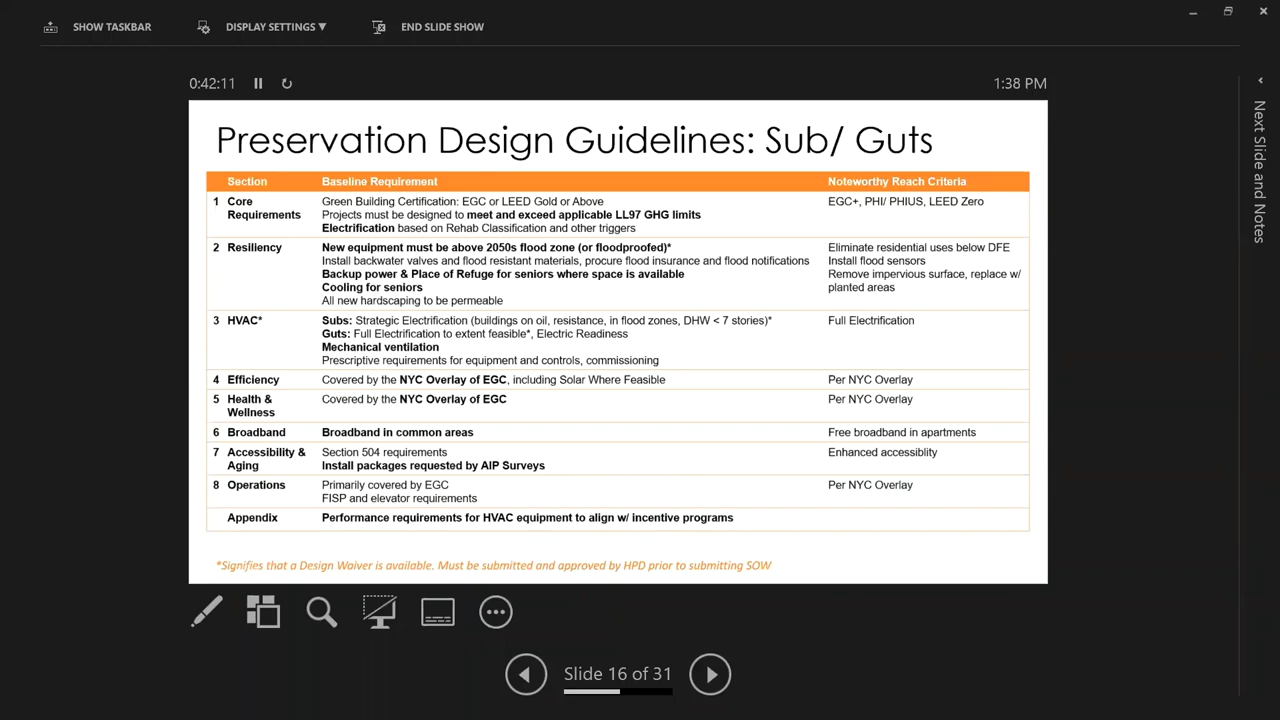 SHOW TASKBAR DISPLAY SETTINGS ▼ END SLIDE SHOW
0:42:11 1:38 PM
Next Slide and Notes
Preservation Design Guidelines: Sub/ Guts
Section Baseline Requirement Noteworthy Reach Criteria
1 Core Requirements
Green Building Certification: EGC or LEED Gold or Above
Projects must be designed to meet and exceed applicable LL97 GHG limits
Electrification based on Rehab Classification and other triggers
EGC+, PHI/ PHIUS, LEED Zero
2 Resiliency
New equipment must be above 2050s flood zone (or floodproofed)*
Install backwater valves and flood resistant materials, procure flood insurance and flood notifications
Backup power & Place of Refuge for seniors where space is available
Cooling for seniors
All new hardscaping to be permeable
Eliminate residential uses below DFE
Install flood sensors
Remove impervious surface, replace w/
planted areas
3 HVAC*
Subs: Strategic Electrification (buildings on oil, resistance, in flood zones, DHW < 7 stories)*
Guts: Full Electrification to extent feasible*, Electric Readiness
Mechanical ventilation
Prescriptive requirements for equipment and controls, commissioning
Full Electrification
4 Efficiency
Covered by the NYC Overlay of EGC, including Solar Where Feasible
Per NYC Overlay
5 Health &
Wellness
Covered by the NYC Overlay of EGC
Per NYC Overlay
6 Broadband
Broadband in common areas
Free broadband in apartments
7 Accessibility &
Aging
Section 504 requirements
Install packages requested by AIP Surveys
Enhanced accessiblity
8 Operations
Primarily covered by EGC
FISP and elevator requirements
Per NYC Overlay
Appendix
Performance requirements for HVAC equipment to align w/ incentive programs
*Signifies that a Design Waiver is available. Must be submitted and approved by HPD prior to submitting SOW
Slide 16 of 31